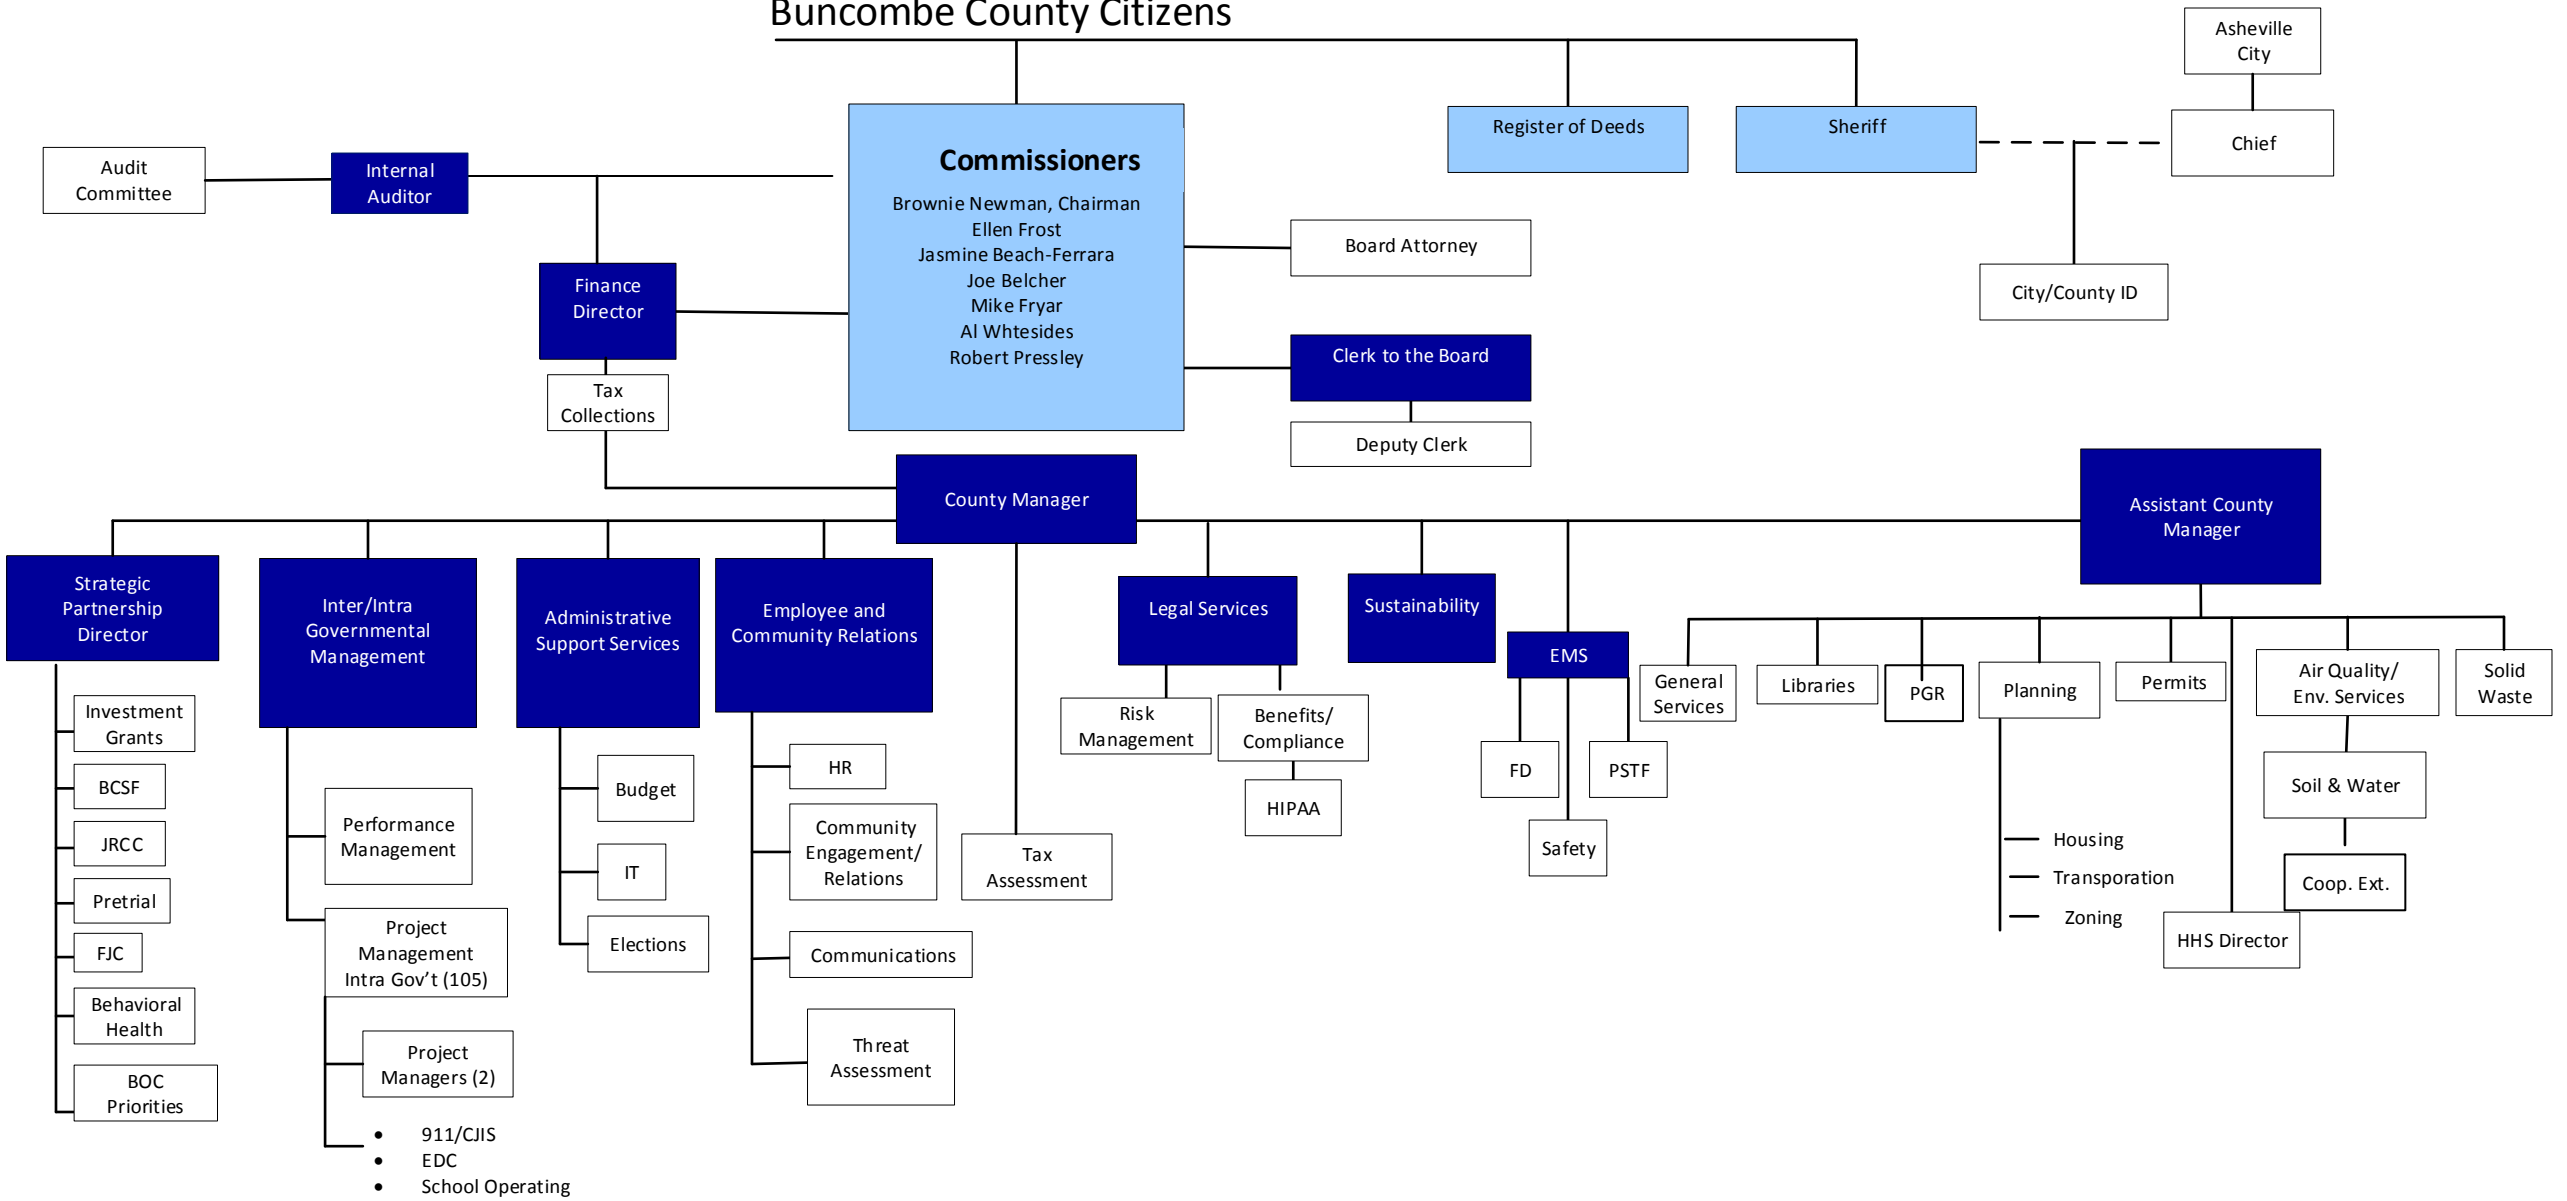 Buncombe County Citizens
Asheville
City
Chief
Register of Deeds
Sheriff
City/County ID
Audit
Committee
Internal
Auditor
Commissioners
Brownie Newman, Chairman
Ellen Frost
Jasmine Beach-Ferrara
Joe Belcher
Mike Fryar
Al Whtesides
Robert Pressley
Board Attorney
Finance
Director
Tax
Collections
Clerk to the Board
Deputy Clerk
County Manager
Assistant County
Manager
Strategic
Partnership
Director
Investment
Grants
BCSF
JRCC
Pretrial
FJC
Behavioral
Health
BOC
Priorities
Inter/Intra
Governmental
Management
Performance
Management
Project
Management
Intra Gov’t (105)
Project
Managers (2)
• 911/CJIS
• EDC
• School Operating
Administrative
Support Services
Budget
IT
Elections
Employee and
Community Relations
HR
Community
Engagement/
Relations
Communications
Threat
Assessment
Tax
Assessment
Legal Services
Risk
Management
Benefits/
Compliance
HIPAA
Sustainability
EMS
FD
PSTF
Safety
General
Services
Libraries
PGR
Planning
Housing
Transporation
Zoning
Permits
HHS Director
Air Quality/
Env. Services
Soil & Water
Coop. Ext.
Solid
Waste